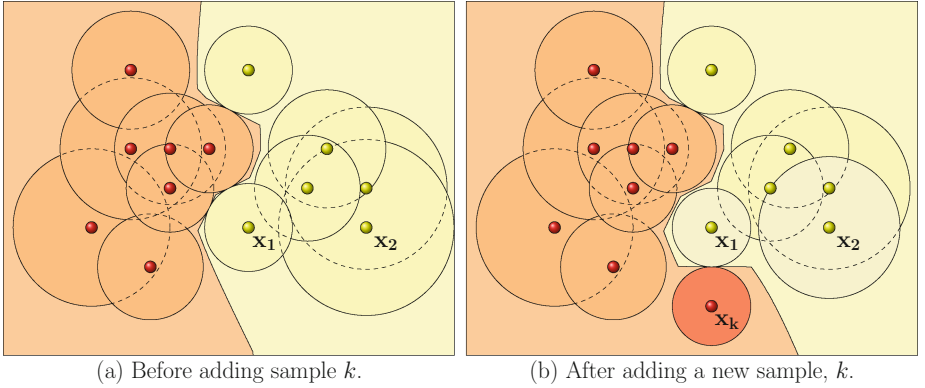 x₁
x₂
x₁
x₂
xₖ
(a) Before adding sample k.
(b) After adding a new sample, k.